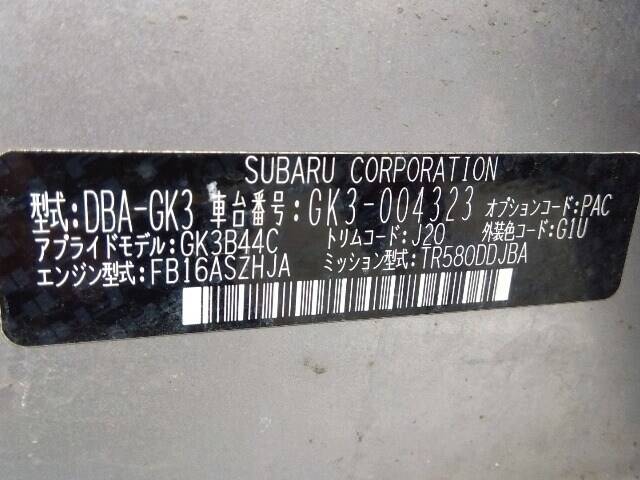 SUBARU CORPORATION
型式:DBA-GK3 車台番号:GK3-004323 オプションコード:PAC
アプライドモデル:GK3B44C トリムコード:J20 外装色コード:G1U
エンジン型式:FB16ASZHJA ミッション型式:TR580DDJBA